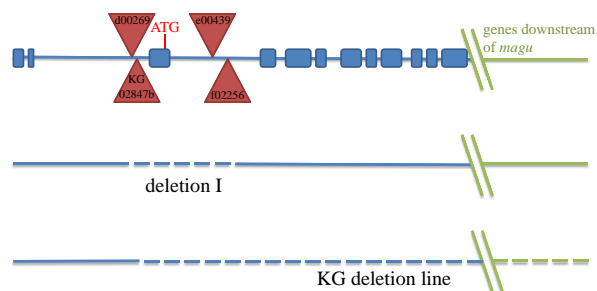 d00269
e00439
ATG
genes downstream
of magu
KG
02847b
f02256
deletion I
KG deletion line